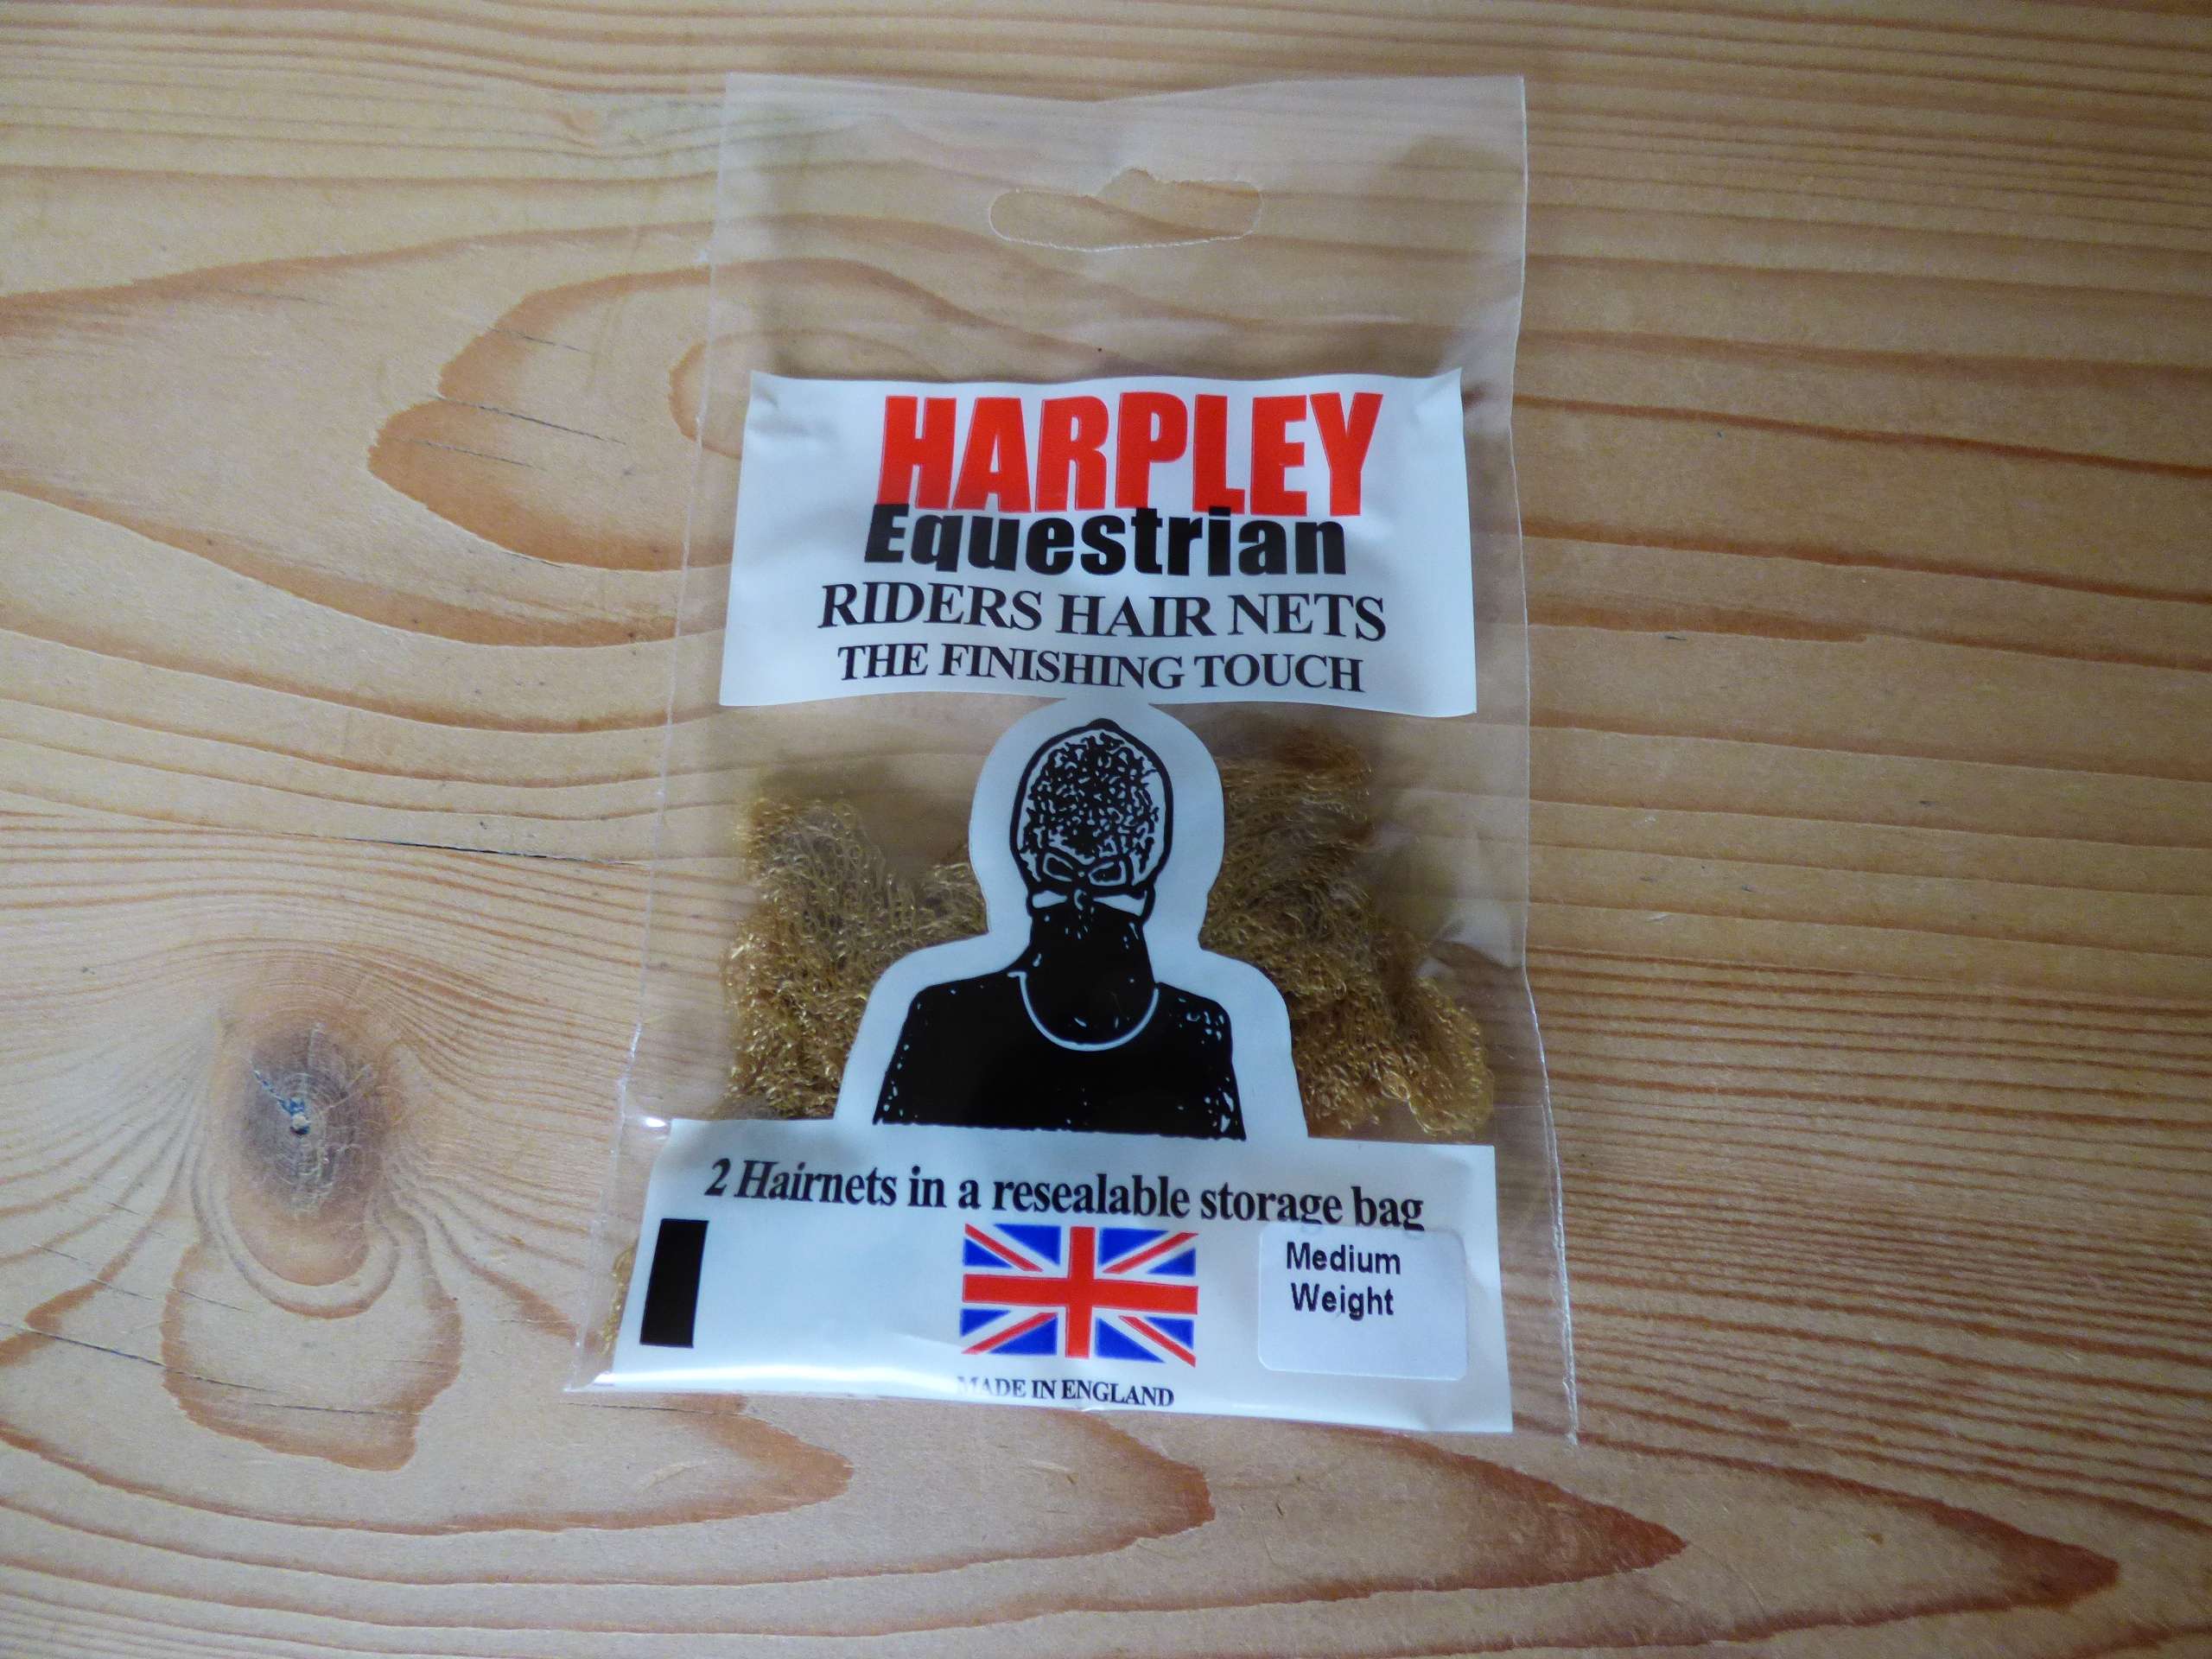 HARPLEY
Equestrian
RIDERS HAIR NETS
THE FINISHING TOUCH
2 Hairnets in a resealable storage bag
Medium
Weight
MADE IN ENGLAND